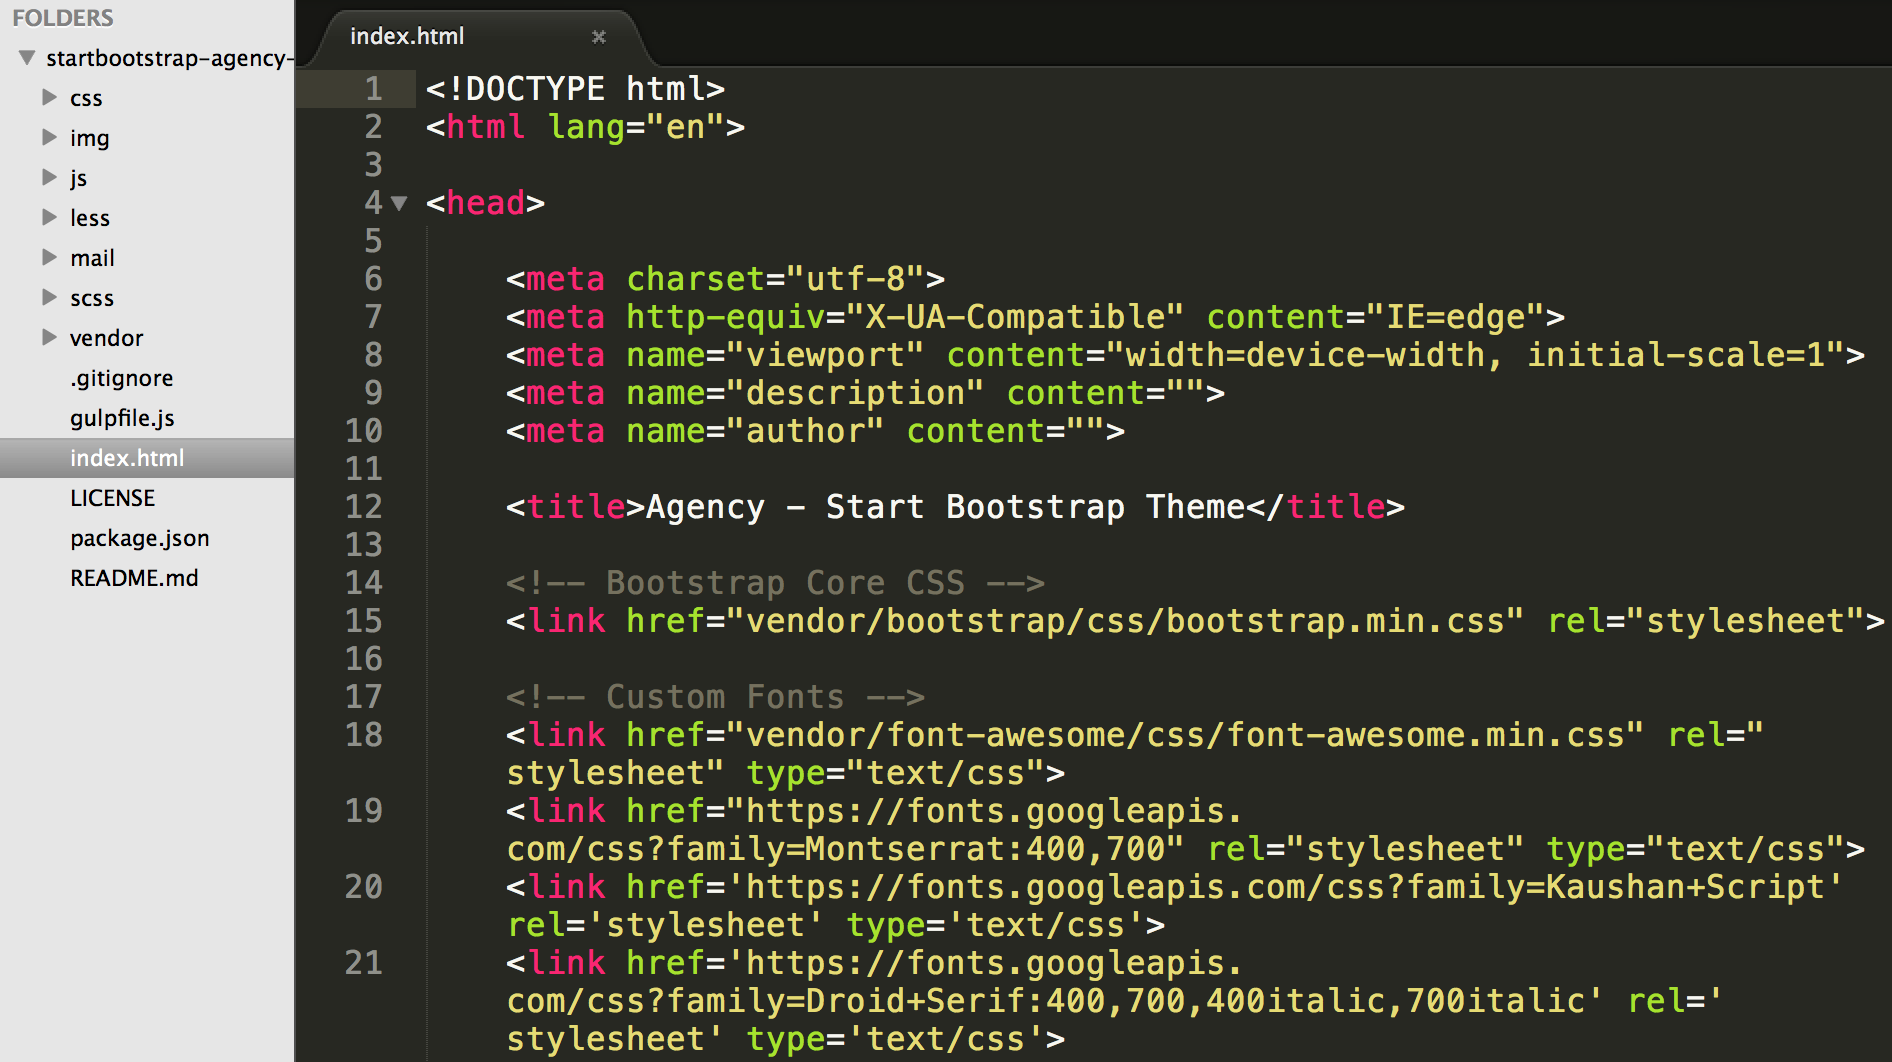 FOLDERS
startbootstrap-agency-
css
img
js
less
mail
scss
vendor
.gitignore
gulpfile.js
index.html
LICENSE
package.json
README.md
index.html
1 <!DOCTYPE html>
2 <html lang="en">
3
4 <head>
5
6 <meta charset="utf-8">
7 <meta http-equiv="X-UA-Compatible" content="IE=edge">
8 <meta name="viewport" content="width=device-width, initial-scale=1">
9 <meta name="description" content="">
10 <meta name="author" content="">
11
12 <title>Agency - Start Bootstrap Theme</title>
13
14 <!-- Bootstrap Core CSS -->
15 <link href="vendor/bootstrap/css/bootstrap.min.css" rel="stylesheet">
16
17 <!-- Custom Fonts -->
18 <link href="vendor/font-awesome/css/font-awesome.min.css" rel="
stylesheet" type="text/css">
19 <link href="https://fonts.googleapis.
com/css?family=Montserrat:400,700" rel="stylesheet" type="text/css">
20 <link href='https://fonts.googleapis.com/css?family=Kaushan+Script'
rel='stylesheet' type='text/css'>
21 <link href='https://fonts.googleapis.
com/css?family=Droid+Serif:400,700,400italic,700italic' rel='
stylesheet' type='text/css'>